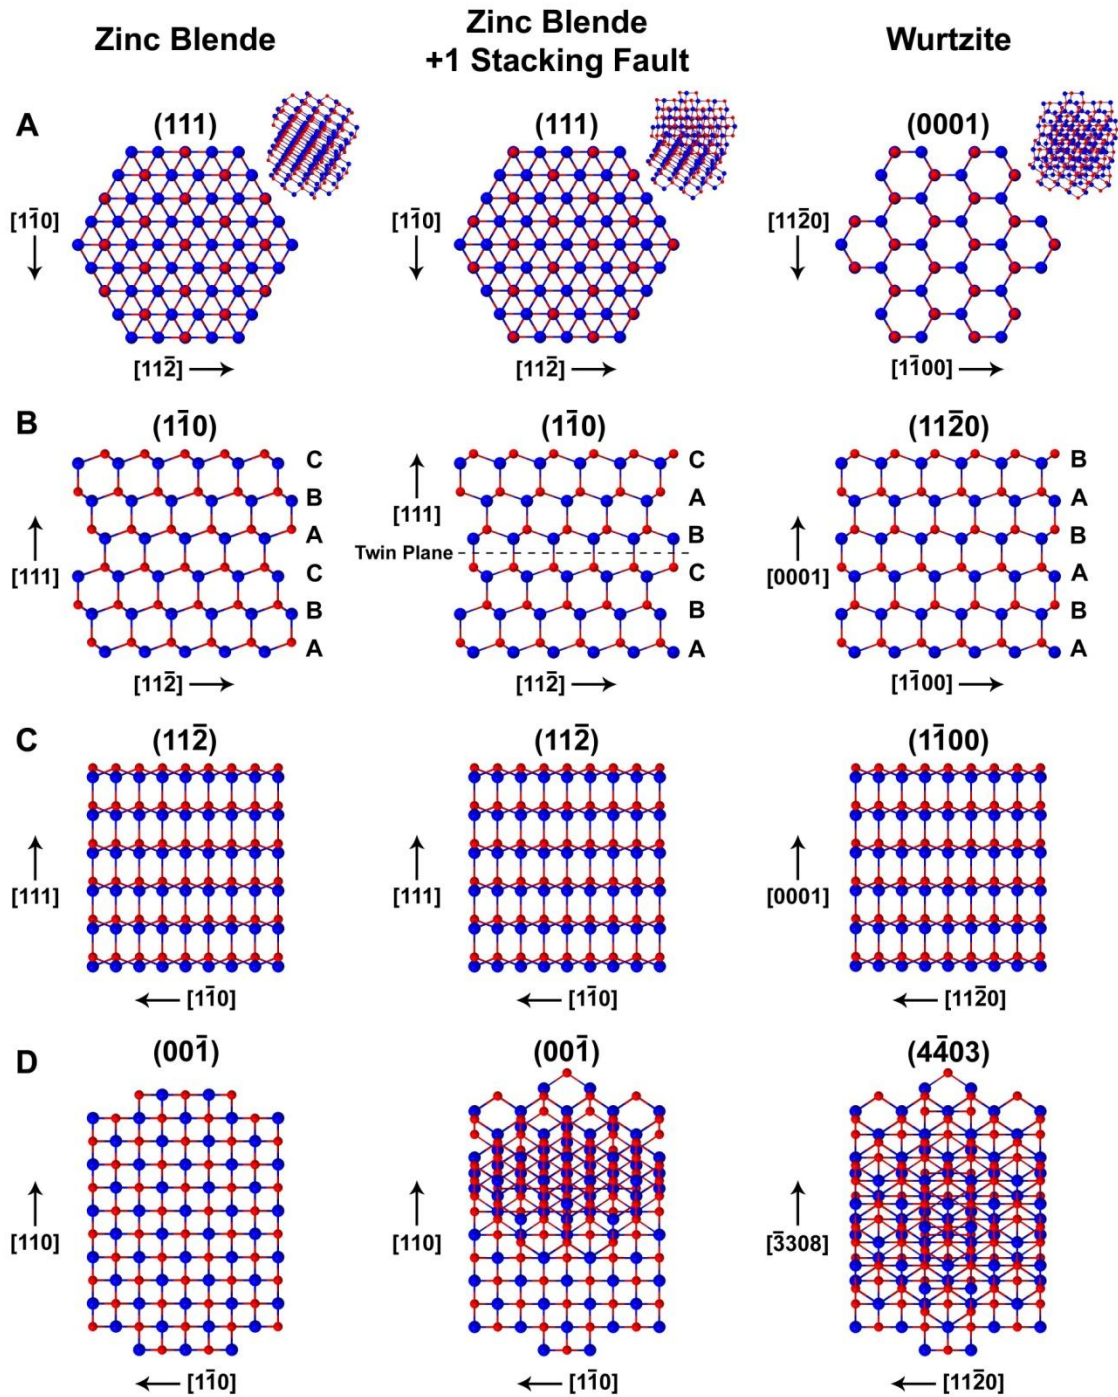 Zinc Blende
Zinc Blende
+1 Stacking Fault
Wurtzite
A
(111)
(111)
(0001)
[11̅0]
[11̅0]
[112̅0]
[112̅]
[112̅]
[11̅00]
B
(11̅0)
(11̅0)
(112̅0)
[111]
C
B
A
C
B
A
[111]
Twin Plane
C
A
B
C
B
A
[0001]
B
A
B
A
B
A
[112̅]
[112̅]
[11̅00]
C
(112̅)
(112̅)
(11̅00)
[111]
[111]
[0001]
[11̅0]
[11̅0]
[112̅0]
D
(001̅)
(001̅)
(44̅03)
[110]
[110]
[3̅308]
[11̅0]
[11̅0]
[112̅0]